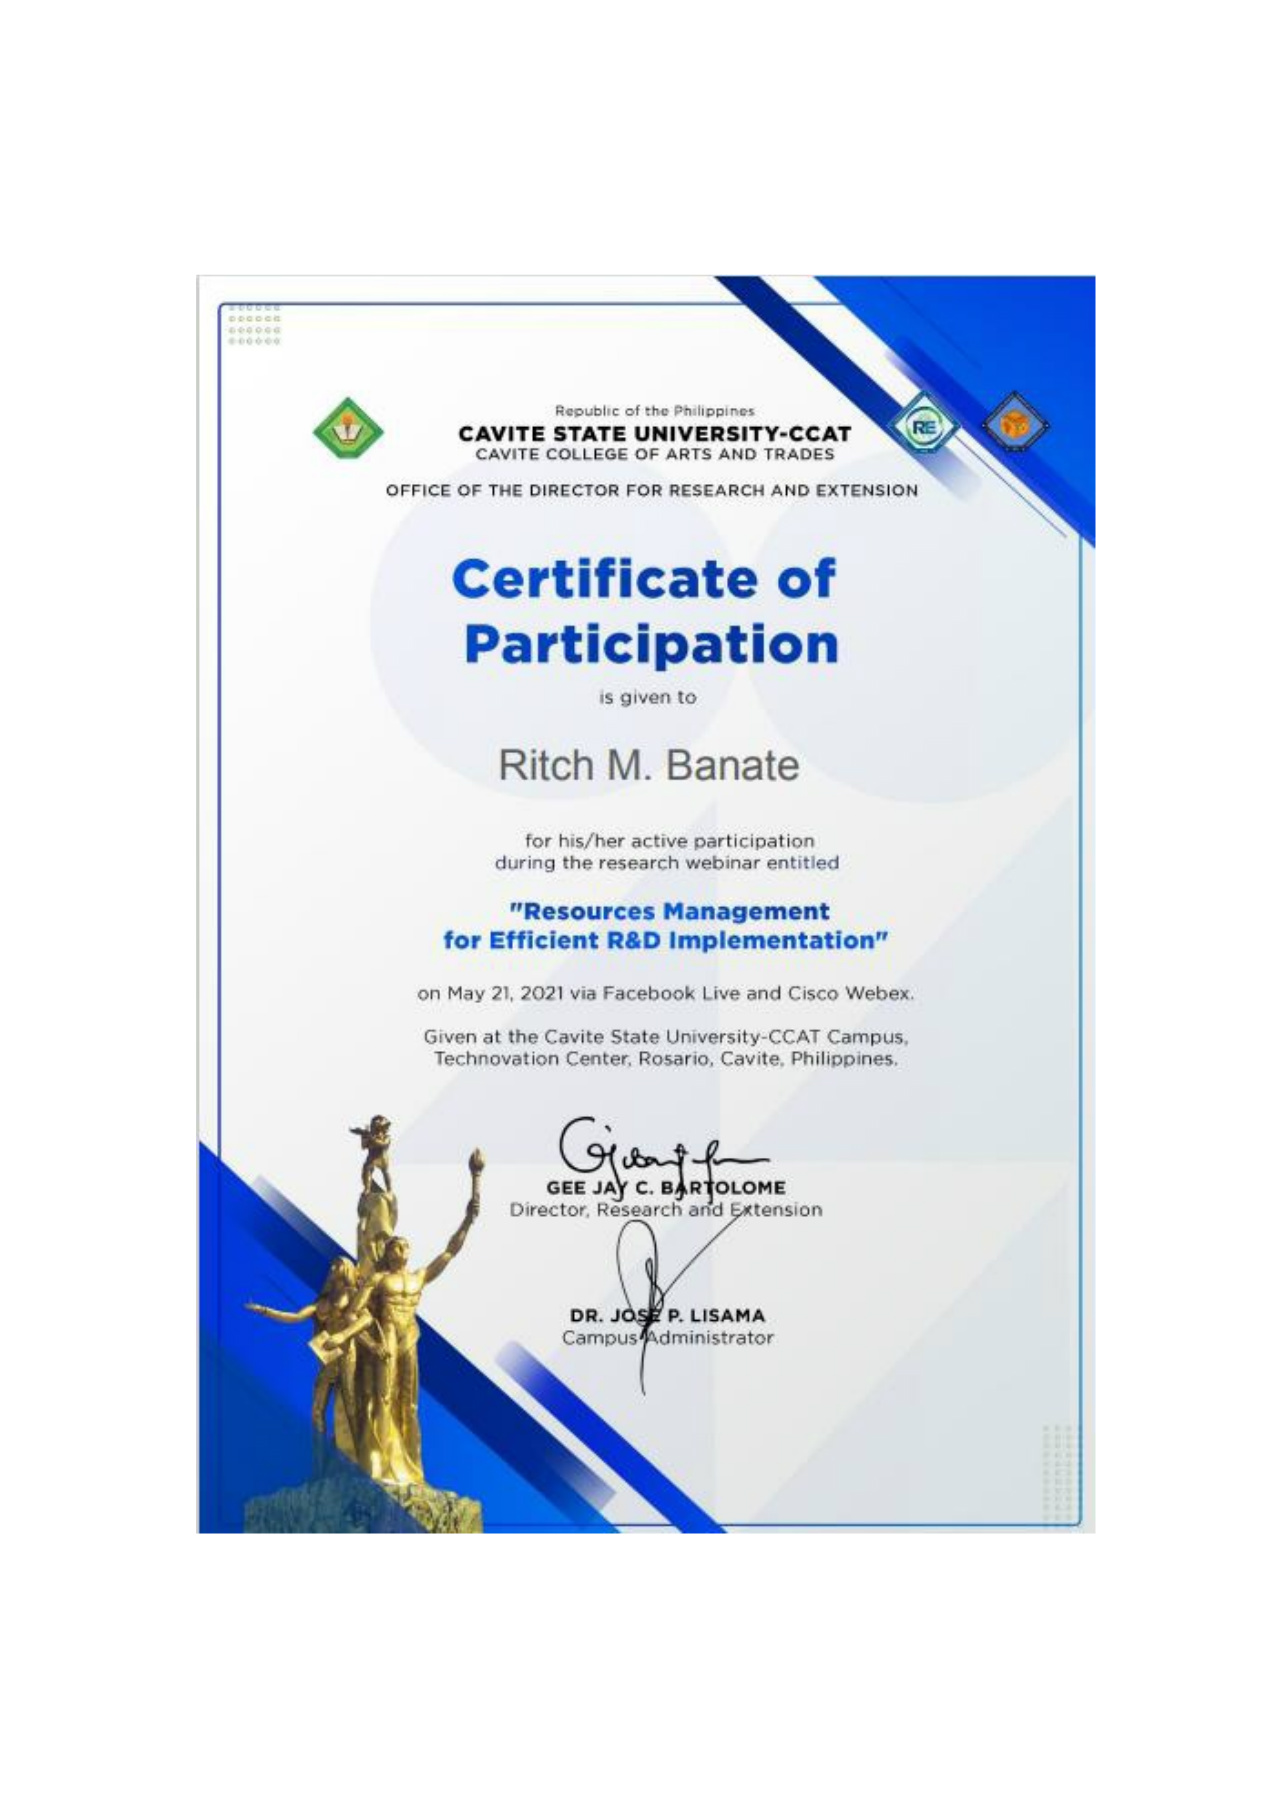 Republic of the Philippines
CAVITE STATE UNIVERSITY-CCAT
CAVITE COLLEGE OF ARTS AND TRADES
RE
OFFICE OF THE DIRECTOR FOR RESEARCH AND EXTENSION
Certificate of
Participation
is given to
Ritch M. Banate
for his/her active participation
during the research webinar entitled
"Resources Management
for Efficient R&D Implementation"
on May 21, 2021 via Facebook Live and Cisco Webex.
Given at the Cavite State University-CCAT Campus,
Technovation Center, Rosario, Cavite, Philippines.
GEE JAY C. BARTOLOME
Director, Research and Extension
DR. JOSE P. LISAMA
Campus Administrator